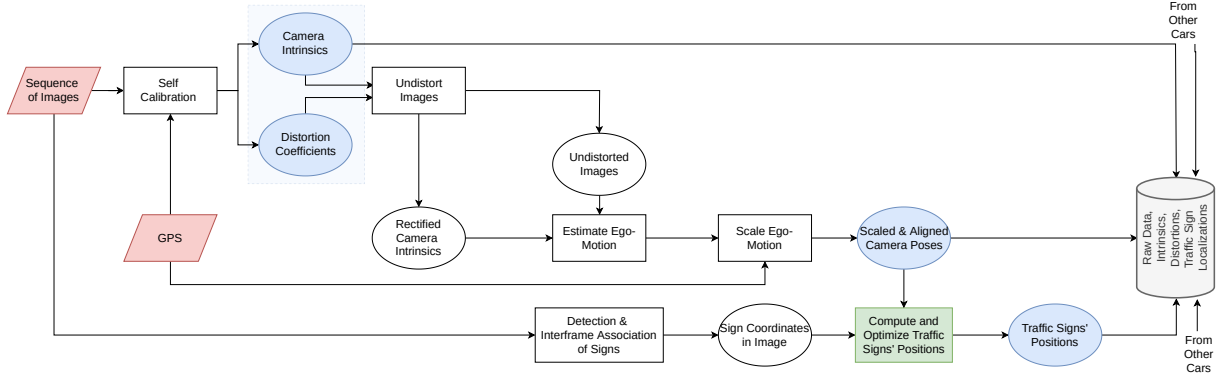 From
Other
Cars
Camera
Intrinsics
Sequence
of Images
Self
Calibration
Undistort
Images
Distortion
Coefficients
Undistorted
Images
GPS
Rectified
Camera
Intrinsics
Estimate Ego-
Motion
Scale Ego-
Motion
Scaled & Aligned
Camera Poses
Raw Data,
Intrinsics,
Distortions,
Traffic Sign
Localizations
Detection &
Interframe Association
of Signs
Sign Coordinates
in Image
Compute and
Optimize Traffic
Signs' Positions
Traffic Signs'
Positions
From
Other
Cars